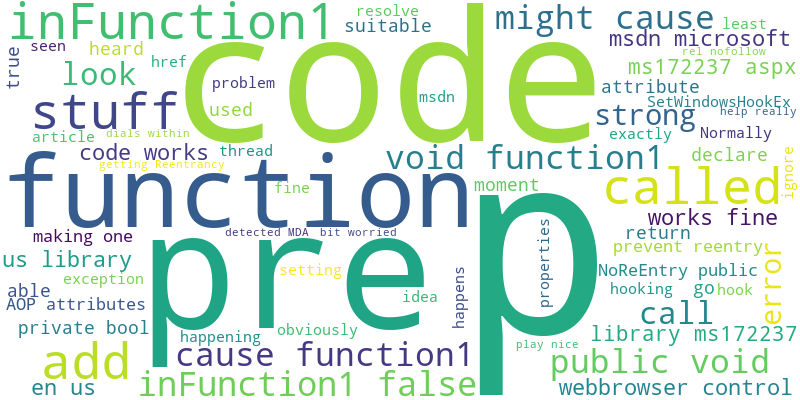 inFunction1
resolve
suitable
might cause
least
true
seen
heard
code
msdn microsoft
rel nofollow
look
href
problem
ms172237 aspx
stuff
used
msdn
attribute
SetWindowsHookEx
strong
help really
article
dials within
exactly
Normally
code works
thread
void function1
declare
getting Reentrancy
function
fine
moment
called
ignore
p
works fine
making one
detected MDA
bit worried
return
pre
properties
prevent reentry
us library
exception
setting
NoReEntry public
error
able
idea
happens
hooking
go
hook
AOP attributes
private bool
happening
obviously
call
library ms172237
add
cause function1
play nice
public void
en us
inFunction1 false
webbrowser control